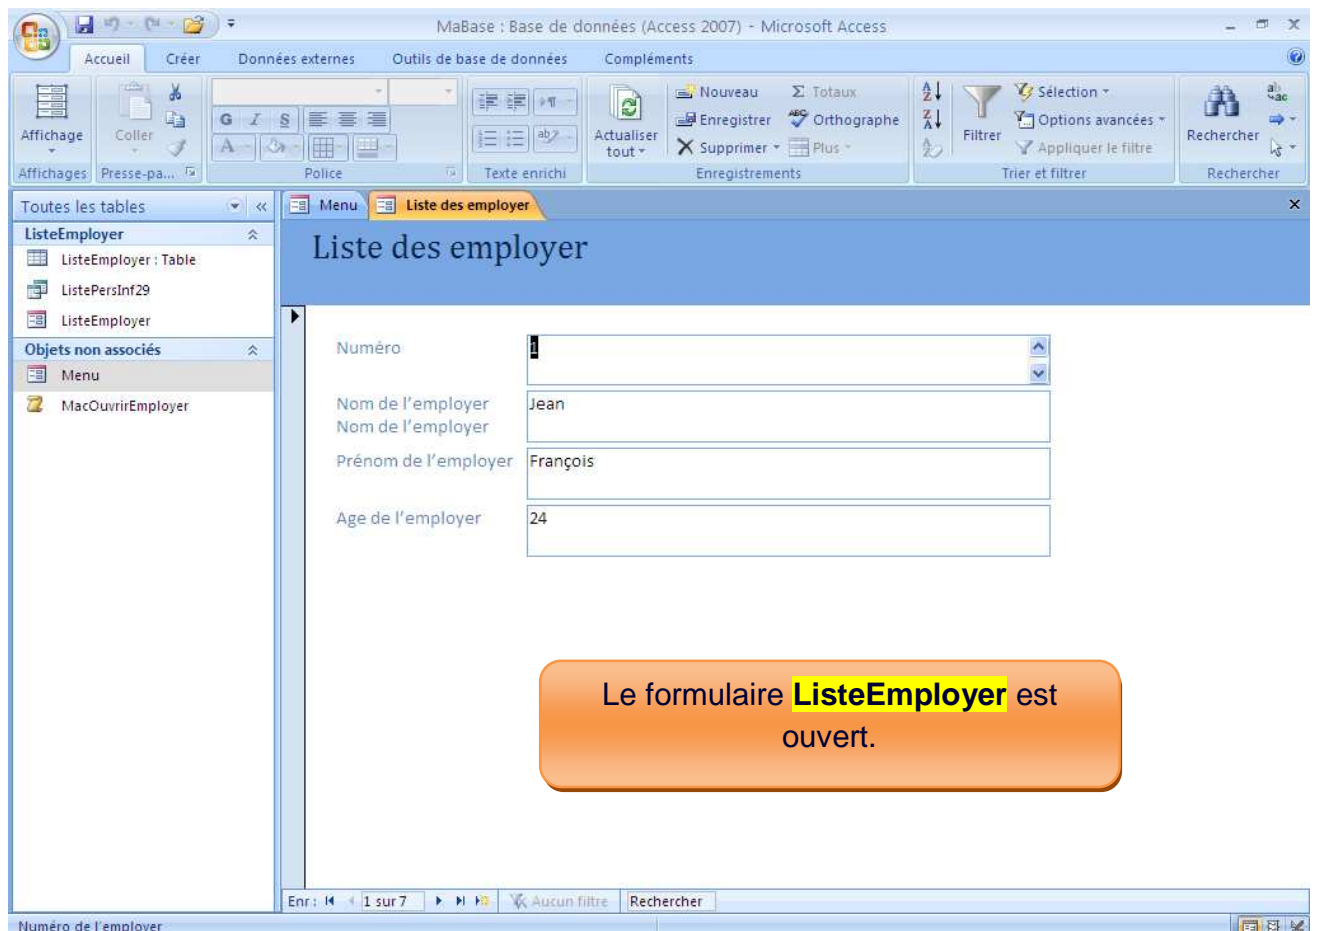 MaBase : Base de données (Access 2007) - Microsoft Access
Accueil Créer Données externes Outils de base de données Compléments
Affichage
Coller
G I S
A
ab
Actualiser tout
Nouveau
Enregistrer
Supprimer
Σ Totaux
ABC Orthographe
Plus
A Z
Z A
Filtrer
Sélection
Options avancées
Appliquer le filtre
Rechercher
ab ac
Affichages Presse-pa... Police Texte enrichi Enregistrements Trier et filtrer Rechercher
Toutes les tables «
Menu Liste des employer
ListeEmployer
ListeEmployer : Table
ListePersInf29
ListeEmployer
Objets non associés
Menu
MacOuvrirEmployer
Liste des employer
Numéro 1
Nom de l'employer Jean
Nom de l'employer
Prénom de l'employer François
Age de l'employer 24
Le formulaire ListeEmployer est
ouvert.
Enr : 1 sur 7 Aucun filtre Rechercher
Numéro de l'employer